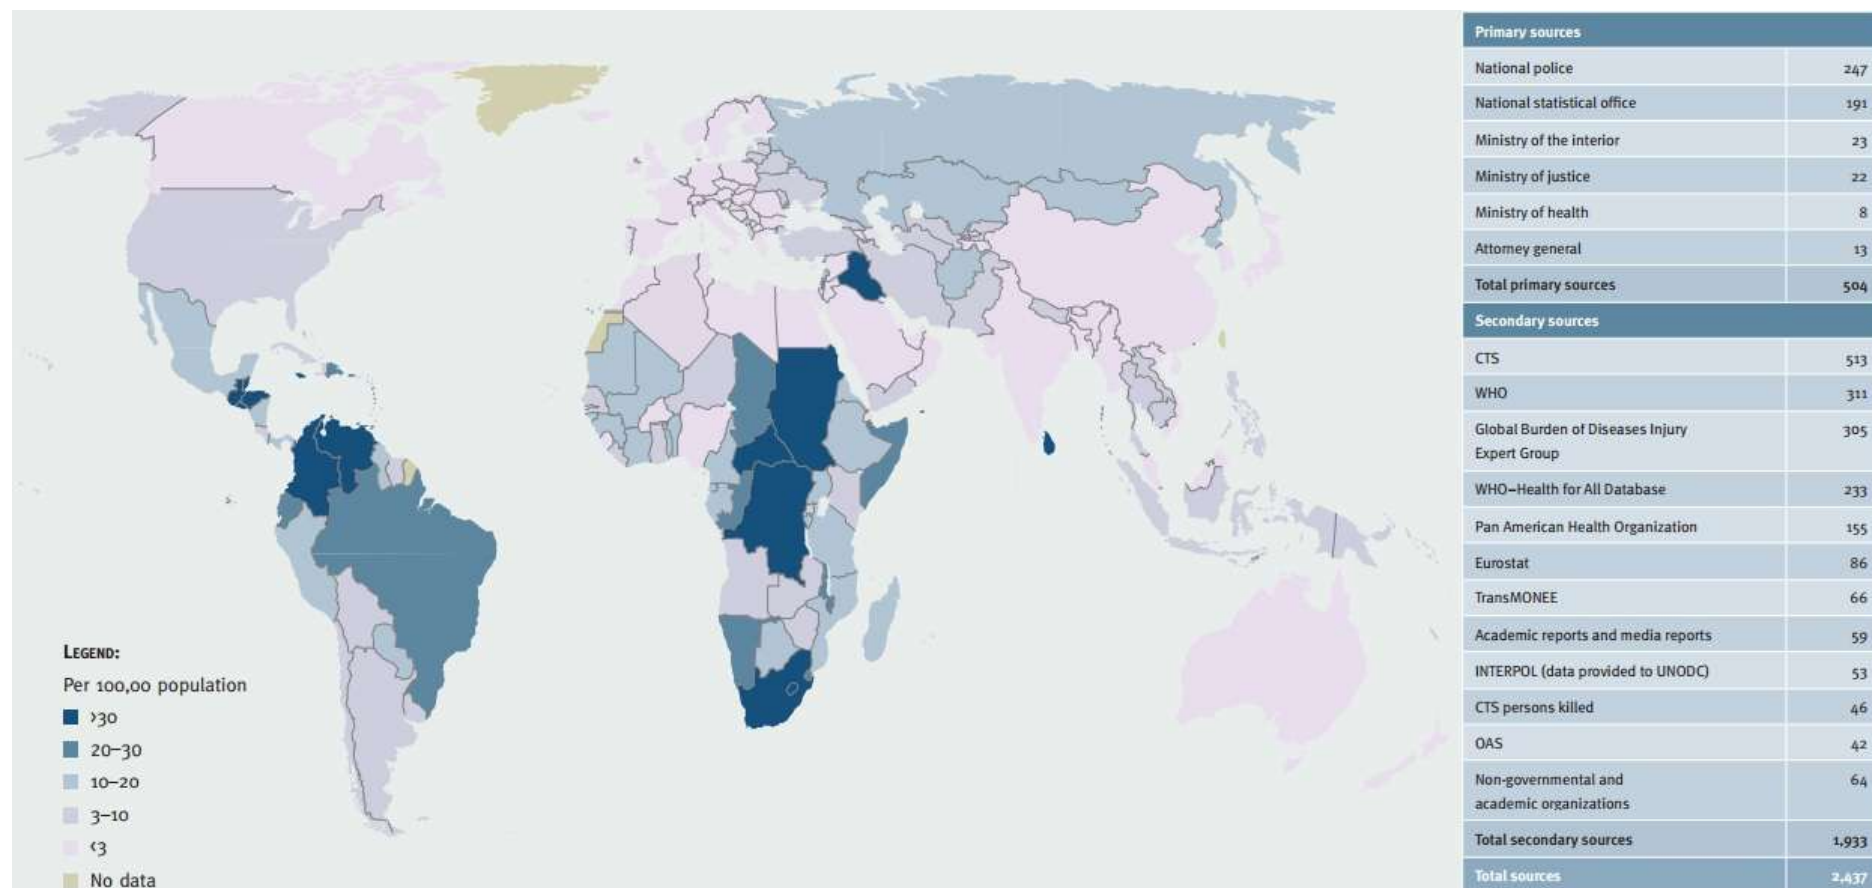 LEGEND:
Per 100,00 population
>30
20–30
10–20
3–10
<3
No data
Primary sources
National police 247
National statistical office 191
Ministry of the interior 23
Ministry of justice 22
Ministry of health 8
Attorney general 13
Total primary sources 504
Secondary sources
CTS 513
WHO 311
Global Burden of Diseases Injury 305
Expert Group
WHO–Health for All Database 233
Pan American Health Organization 155
Eurostat 86
TransMONEE 66
Academic reports and media reports 59
INTERPOL (data provided to UNODC) 53
CTS persons killed 46
OAS 42
Non-governmental and 64
academic organizations
Total secondary sources 1,933
Total sources 2,437